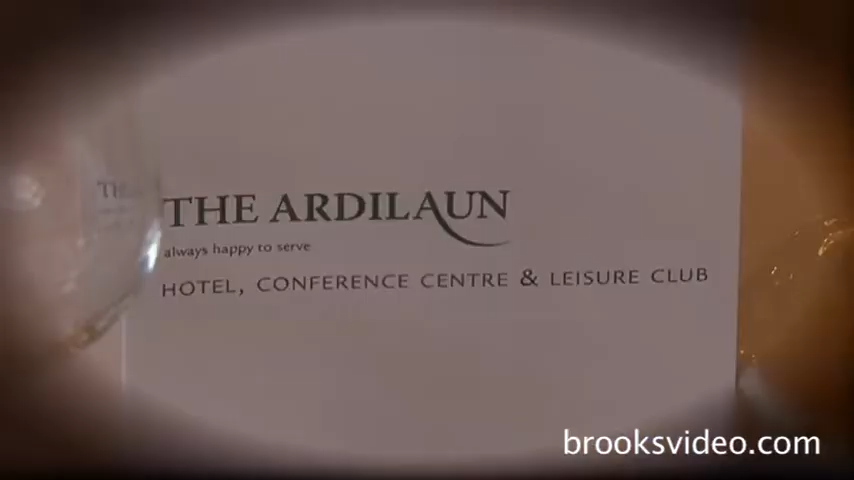 THE ARDILAUN
always happy to serve
HOTEL, CONFERENCE CENTRE & LEISURE CLUB
brooksvideo.com